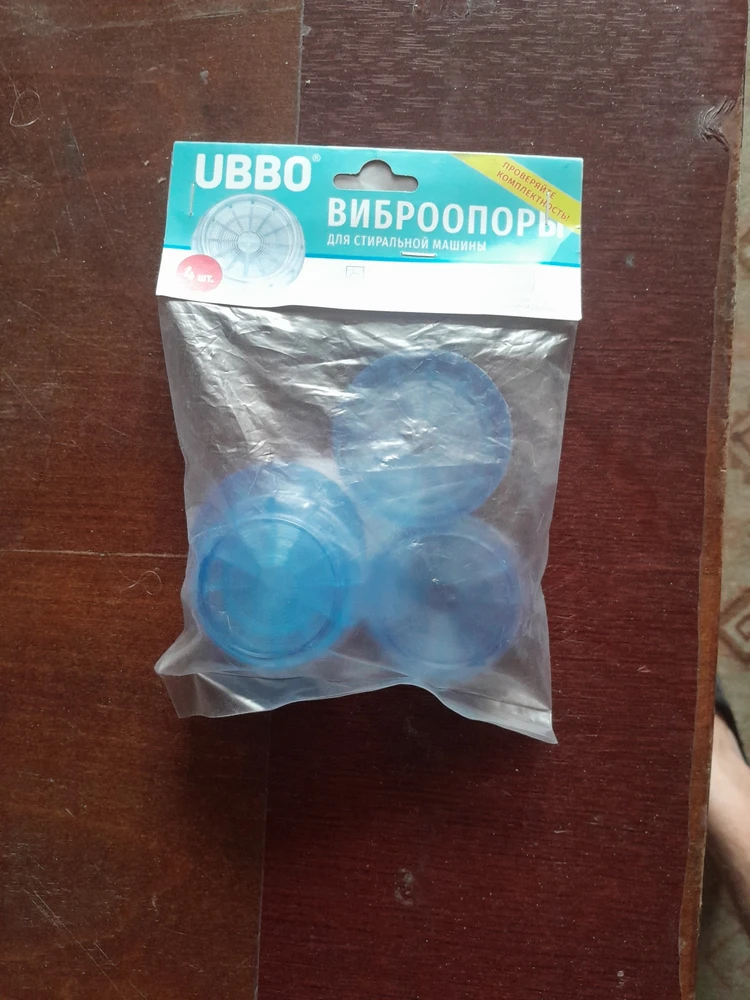 UBBO®
ПРОВЕРЯЙТЕ
КОМПЛЕКТНОСТЬ!
ВИБРООПОРЫ
ДЛЯ СТИРАЛЬНОЙ МАШИНЫ
4 шт.